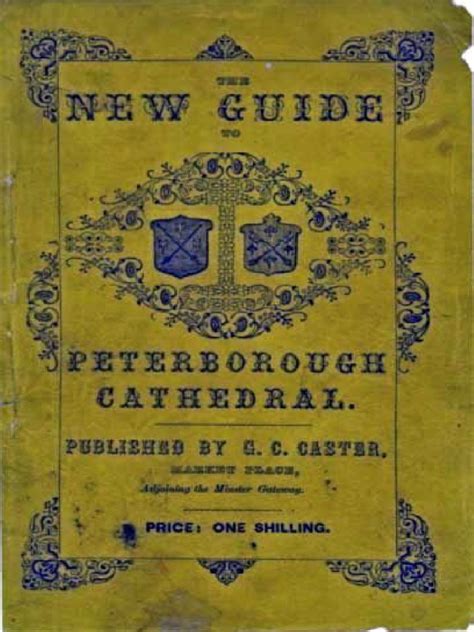 THE
NEW GUIDE
TO
PETERBOROUGH
CATHEDRAL.
PUBLISHED BY G. C. CASTER,
MARKET PLACE,
Adjoining the Minster Gateway.
PRICE: ONE SHILLING.